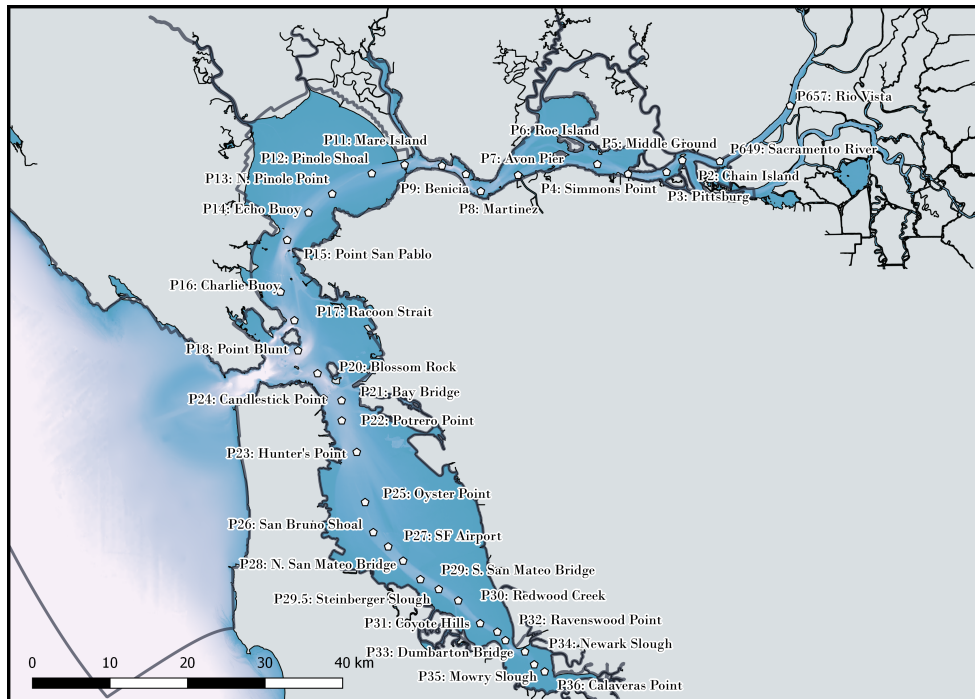 P657: Rio Vista
P6: Roe Island
P11: Mare Island
P5: Middle Ground
P649: Sacramento River
P12: Pinole Shoal
P7: Avon Pier
P2: Chain Island
P13: N. Pinole Point
P9: Benicia
P4: Simmons Point
P3: Pittsburg
P14: Echo Buoy
P8: Martinez
P15: Point San Pablo
P16: Charlie Buoy
P17: Racoon Strait
P18: Point Blunt
P20: Blossom Rock
P21: Bay Bridge
P24: Candlestick Point
P22: Potrero Point
P23: Hunter's Point
P25: Oyster Point
P26: San Bruno Shoal
P27: SF Airport
P28: N. San Mateo Bridge
P29: S. San Mateo Bridge
P29.5: Steinberger Slough
P30: Redwood Creek
P31: Coyote Hills
P32: Ravenswood Point
P33: Dumbarton Bridge
P34: Newark Slough
P35: Mowry Slough
P36: Calaveras Point
0 10 20 30 40 km